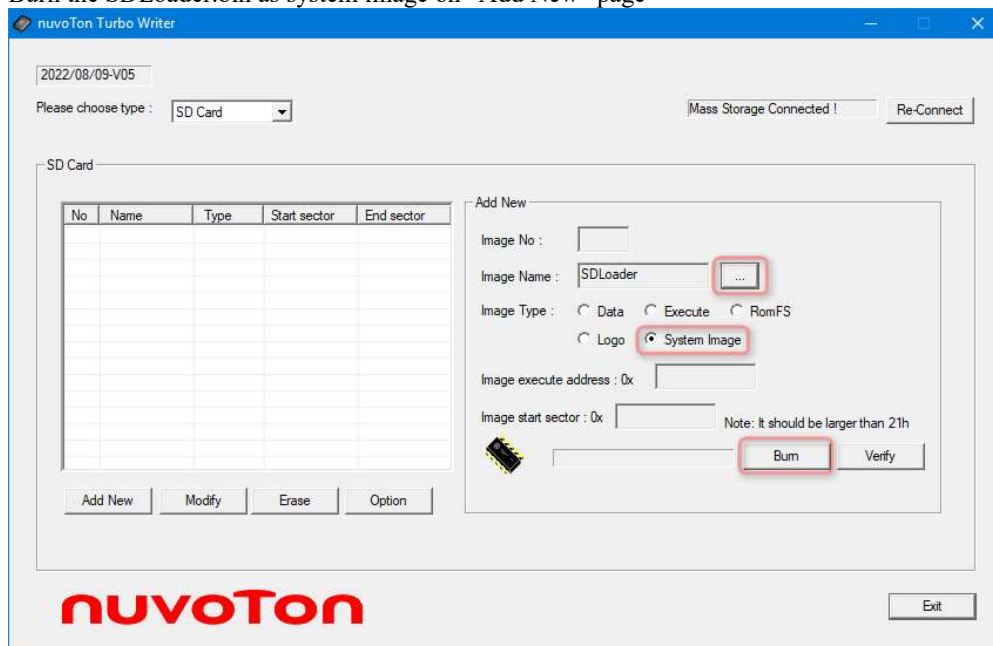 Burn the SDLoader.bin as system image on "Add New" page
nuvoTon Turbo Writer
2022/08/09-V05
Please choose type :
SD Card
Mass Storage Connected !
Re-Connect
SD Card
No Name Type Start sector End sector
Add New
Image No :
Image Name : SDLoader ...
Image Type : Data Execute RomFS
Logo System Image
Image execute address : 0x
Image start sector : 0x
Note: It should be larger than 21h
Burn Verify
Add New Modify Erase Option
nuvoTon
Exit